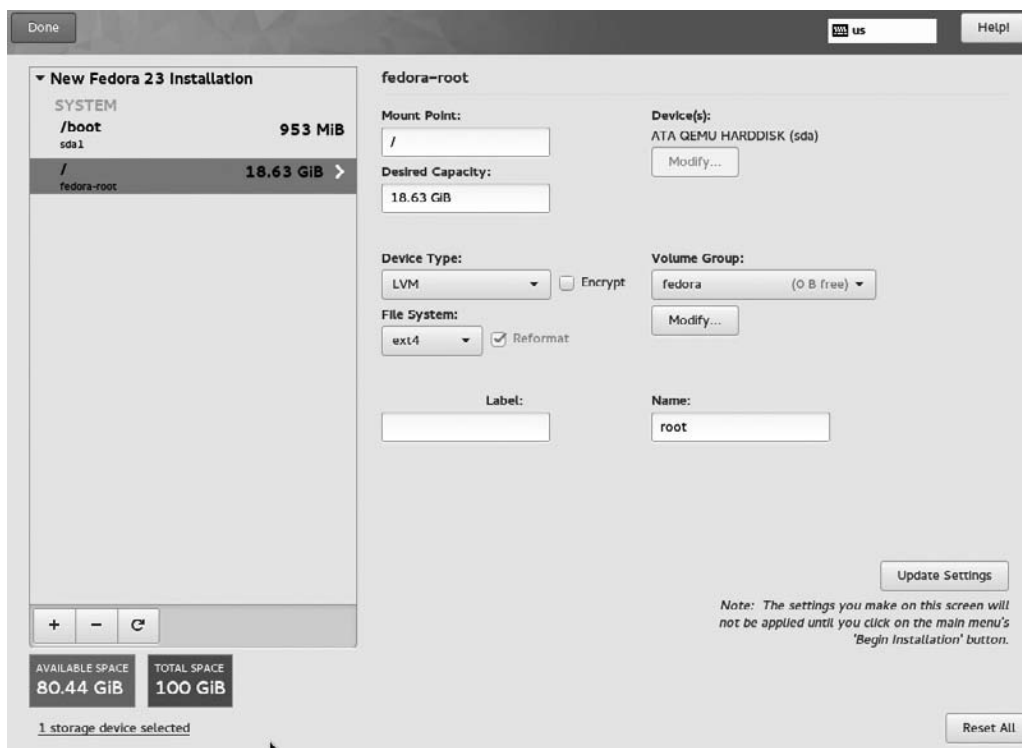 Done
us
Help!
New Fedora 23 Installation
SYSTEM
/boot
953 MiB
sda1
/
18.63 GiB
fedora-root
+ -
AVAILABLE SPACE
80.44 GiB
TOTAL SPACE
100 GiB
1 storage device selected
fedora-root
Mount Point:
/
Desired Capacity:
18.63 GiB
Device(s):
ATA QEMU HARDDISK (sda)
Modify...
Device Type:
LVM
Encrypt
Volume Group:
fedora (0 B free)
Modify...
File System:
ext4
Reformat
Label:
Name:
root
Update Settings
Note: The settings you make on this screen will
not be applied until you click on the main menu's
'Begin Installation' button.
Reset All